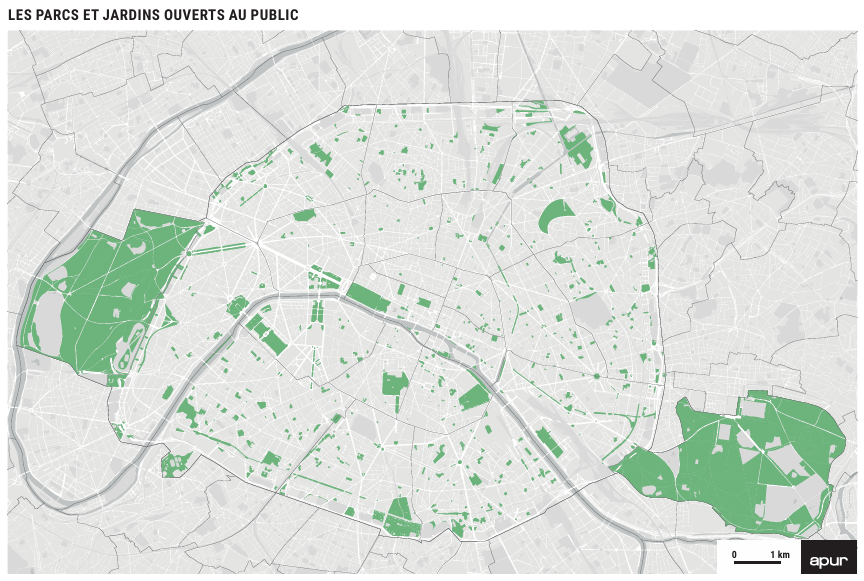 LES PARCS ET JARDINS OUVERTS AU PUBLIC
0 1 km
apur